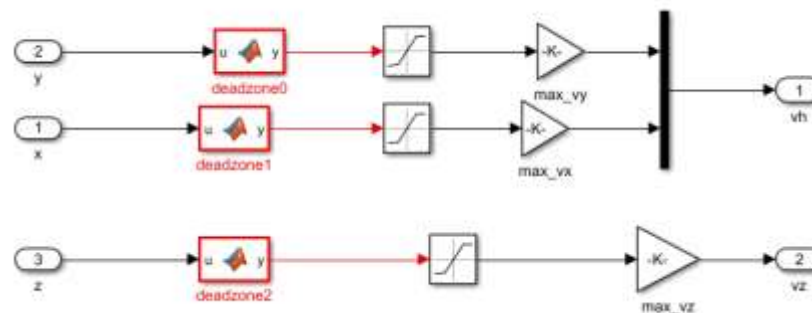 2
u y
-K-
y
deadzone0
max_vy
1
vh
1
u y
-K-
x
deadzone1
max_vx
3
u y
-K-
2
z
deadzone2
max_vz
vz